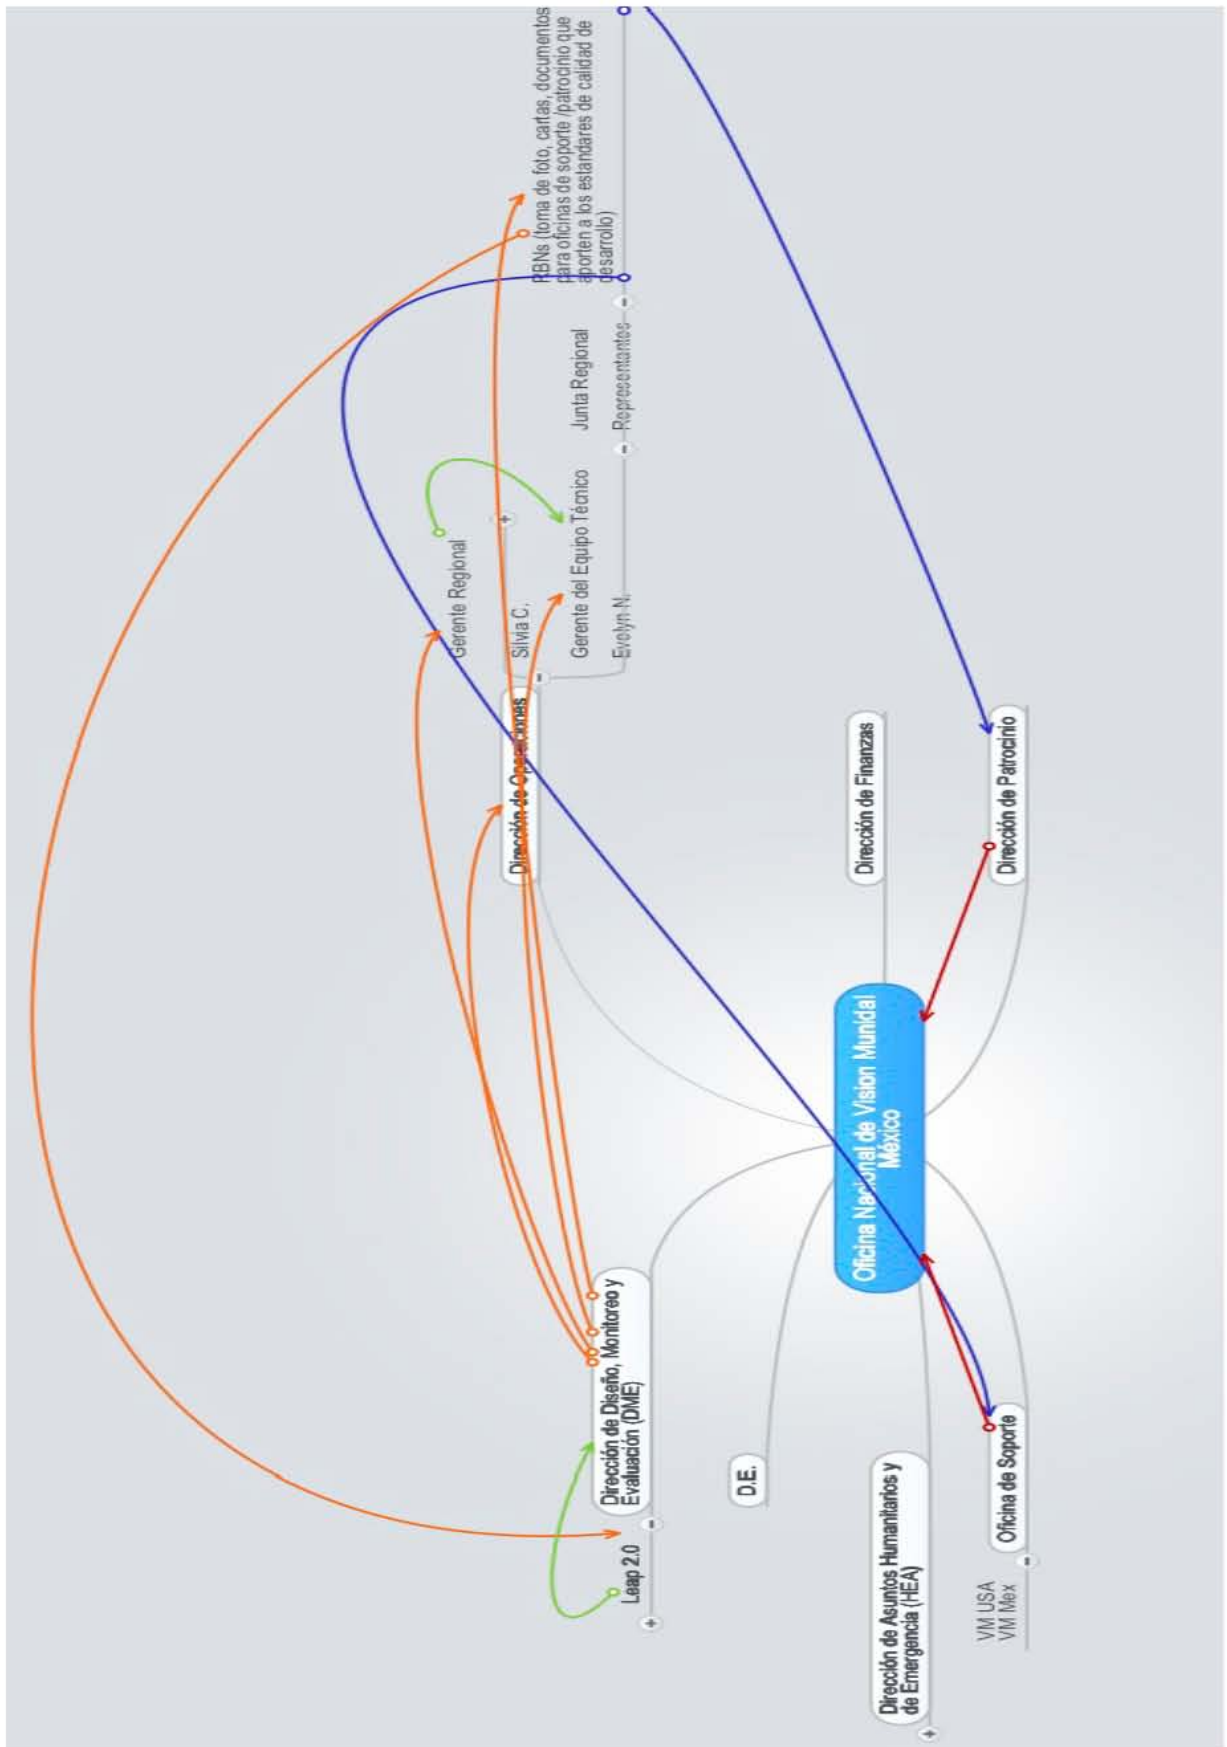 Leap 2.0
Dirección de Diseño, Monitoreo y
Evaluación (DME)
D.E.
Dirección de Asuntos Humanitarios y
de Emergencia (HEA)
VM USA
VM Mex
Oficina de Soporte
Oficina Nacional de Vision Munidal
México
Dirección de Operaciones
Gerente Regional
Silvia C.
Gerente del Equipo Técnico
Evelyn N.
Junta Regional
Representantes
RBNs (toma de foto, cartas, documentos
para oficinas de soporte /patrocinio que
aporten a los estándares de calidad de
desarrollo)
Dirección de Finanzas
Dirección de Patrocinio